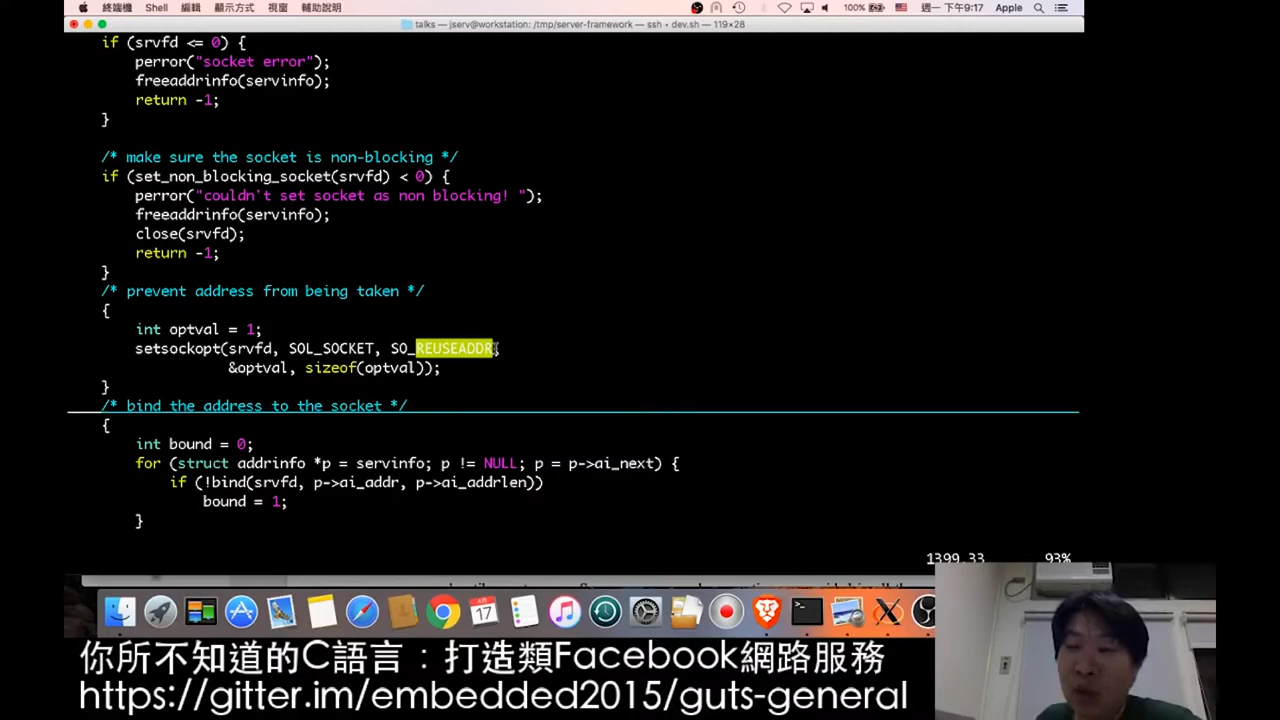 Shell 編輯 顯示方式 視窗 輔助說明 100% 週一 下午9:17 Apple
talks — jserv@workstation: /tmp/server-framework — ssh • dev.sh — 119×28
if (srvfd <= 0) {
perror("socket error");
freeaddrinfo(servinfo);
return -1;
}
/* make sure the socket is non-blocking */
if (set_non_blocking_socket(srvfd) < 0) {
perror("couldn't set socket as non blocking! ");
freeaddrinfo(servinfo);
close(srvfd);
return -1;
}
/* prevent address from being taken */
{
int optval = 1;
setsockopt(srvfd, SOL_SOCKET, SO_REUSEADDR,
&optval, sizeof(optval));
}
/* bind the address to the socket */
{
int bound = 0;
for (struct addrinfo *p = servinfo; p != NULL; p = p->ai_next) {
if (!bind(srvfd, p->ai_addr, p->ai_addrlen))
bound = 1;
}
1399,33 93%
17
你所不知道的C語言：打造類Facebook網路服務
https://gitter.im/embedded2015/guts-general